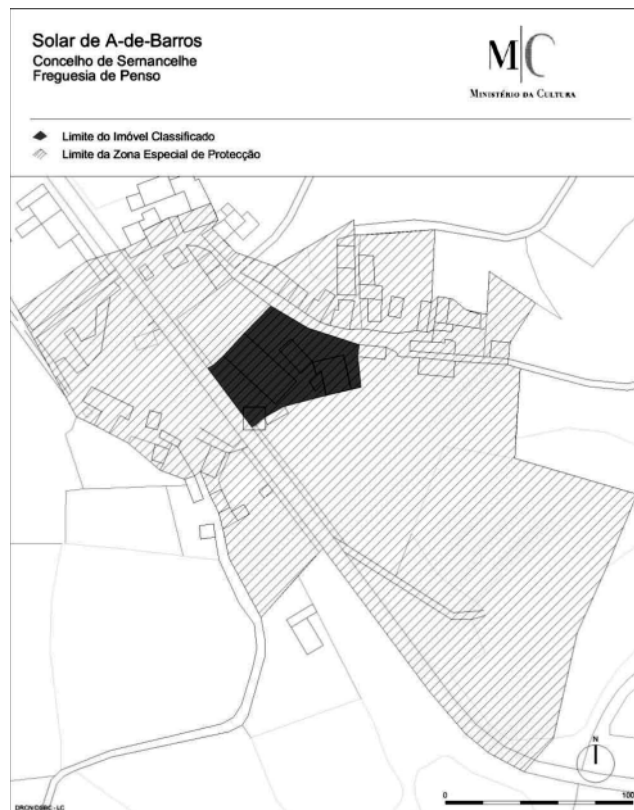 Solar de A-de-Barros
Concelho de Sernancelhe
Freguesia de Penso
M C
MINISTÉRIO DA CULTURA
Limite do Imóvel Classificado
Limite da Zona Especial de Protecção
N
0 100